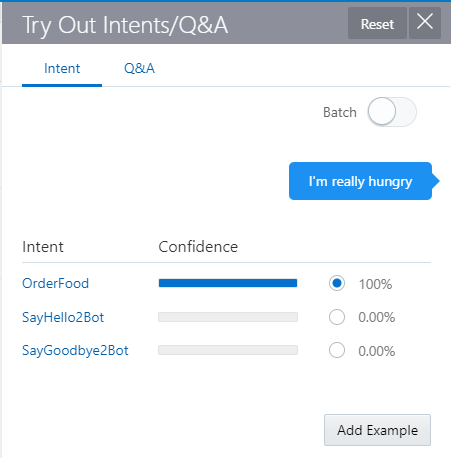 Try Out Intents/Q&A
Reset
Intent
Q&A
Batch
I'm really hungry
Intent Confidence
OrderFood 100%
SayHello2Bot 0.00%
SayGoodbye2Bot 0.00%
Add Example